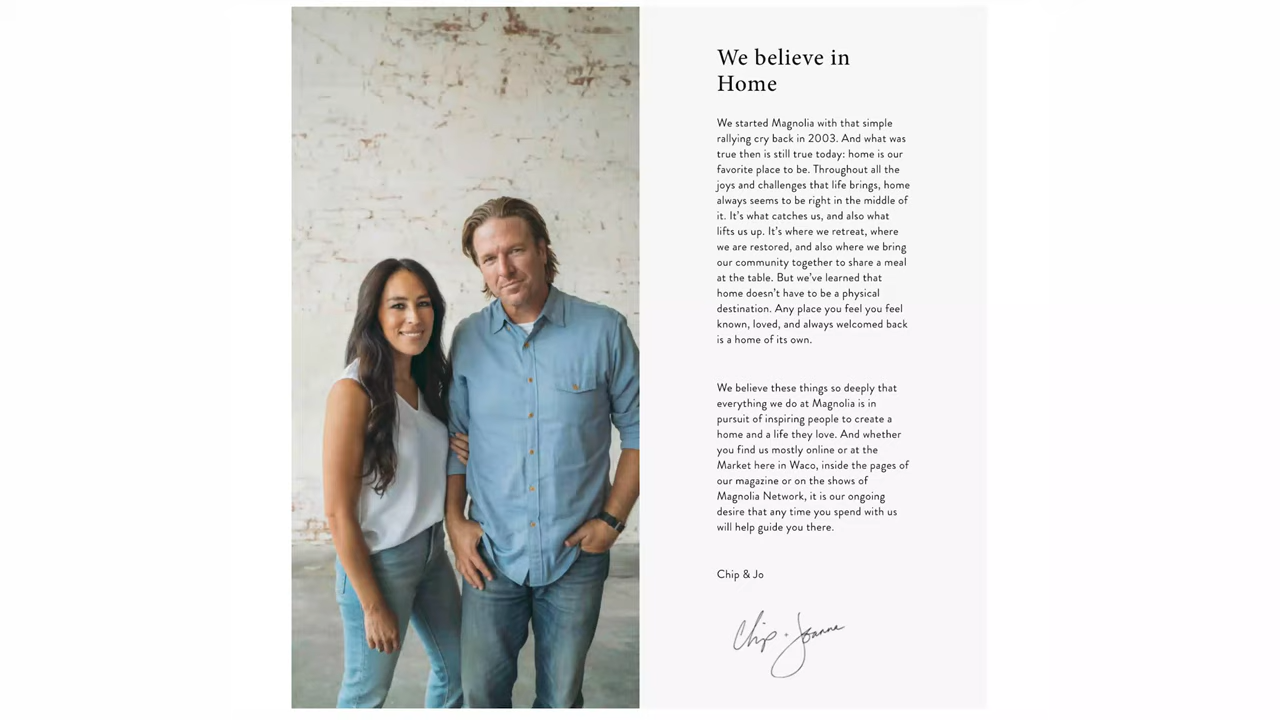 We believe in
Home
We started Magnolia with that simple
rallying cry back in 2003. And what was
true then is still true today: home is our
favorite place to be. Throughout all the
joys and challenges that life brings, home
always seems to be right in the middle of
it. It's what catches us, and also what
lifts us up. It's where we retreat, where
we are restored, and also where we bring
our community together to share a meal
at the table. But we've learned that
home doesn't have to be a physical
destination. Any place you feel you feel
known, loved, and always welcomed back
is a home of its own.
We believe these things so deeply that
everything we do at Magnolia is in
pursuit of inspiring people to create a
home and a life they love. And whether
you find us mostly online or at the
Market here in Waco, inside the pages of
our magazine or on the shows of
Magnolia Network, it is our ongoing
desire that any time you spend with us
will help guide you there.
Chip & Jo
Chip + Joanna